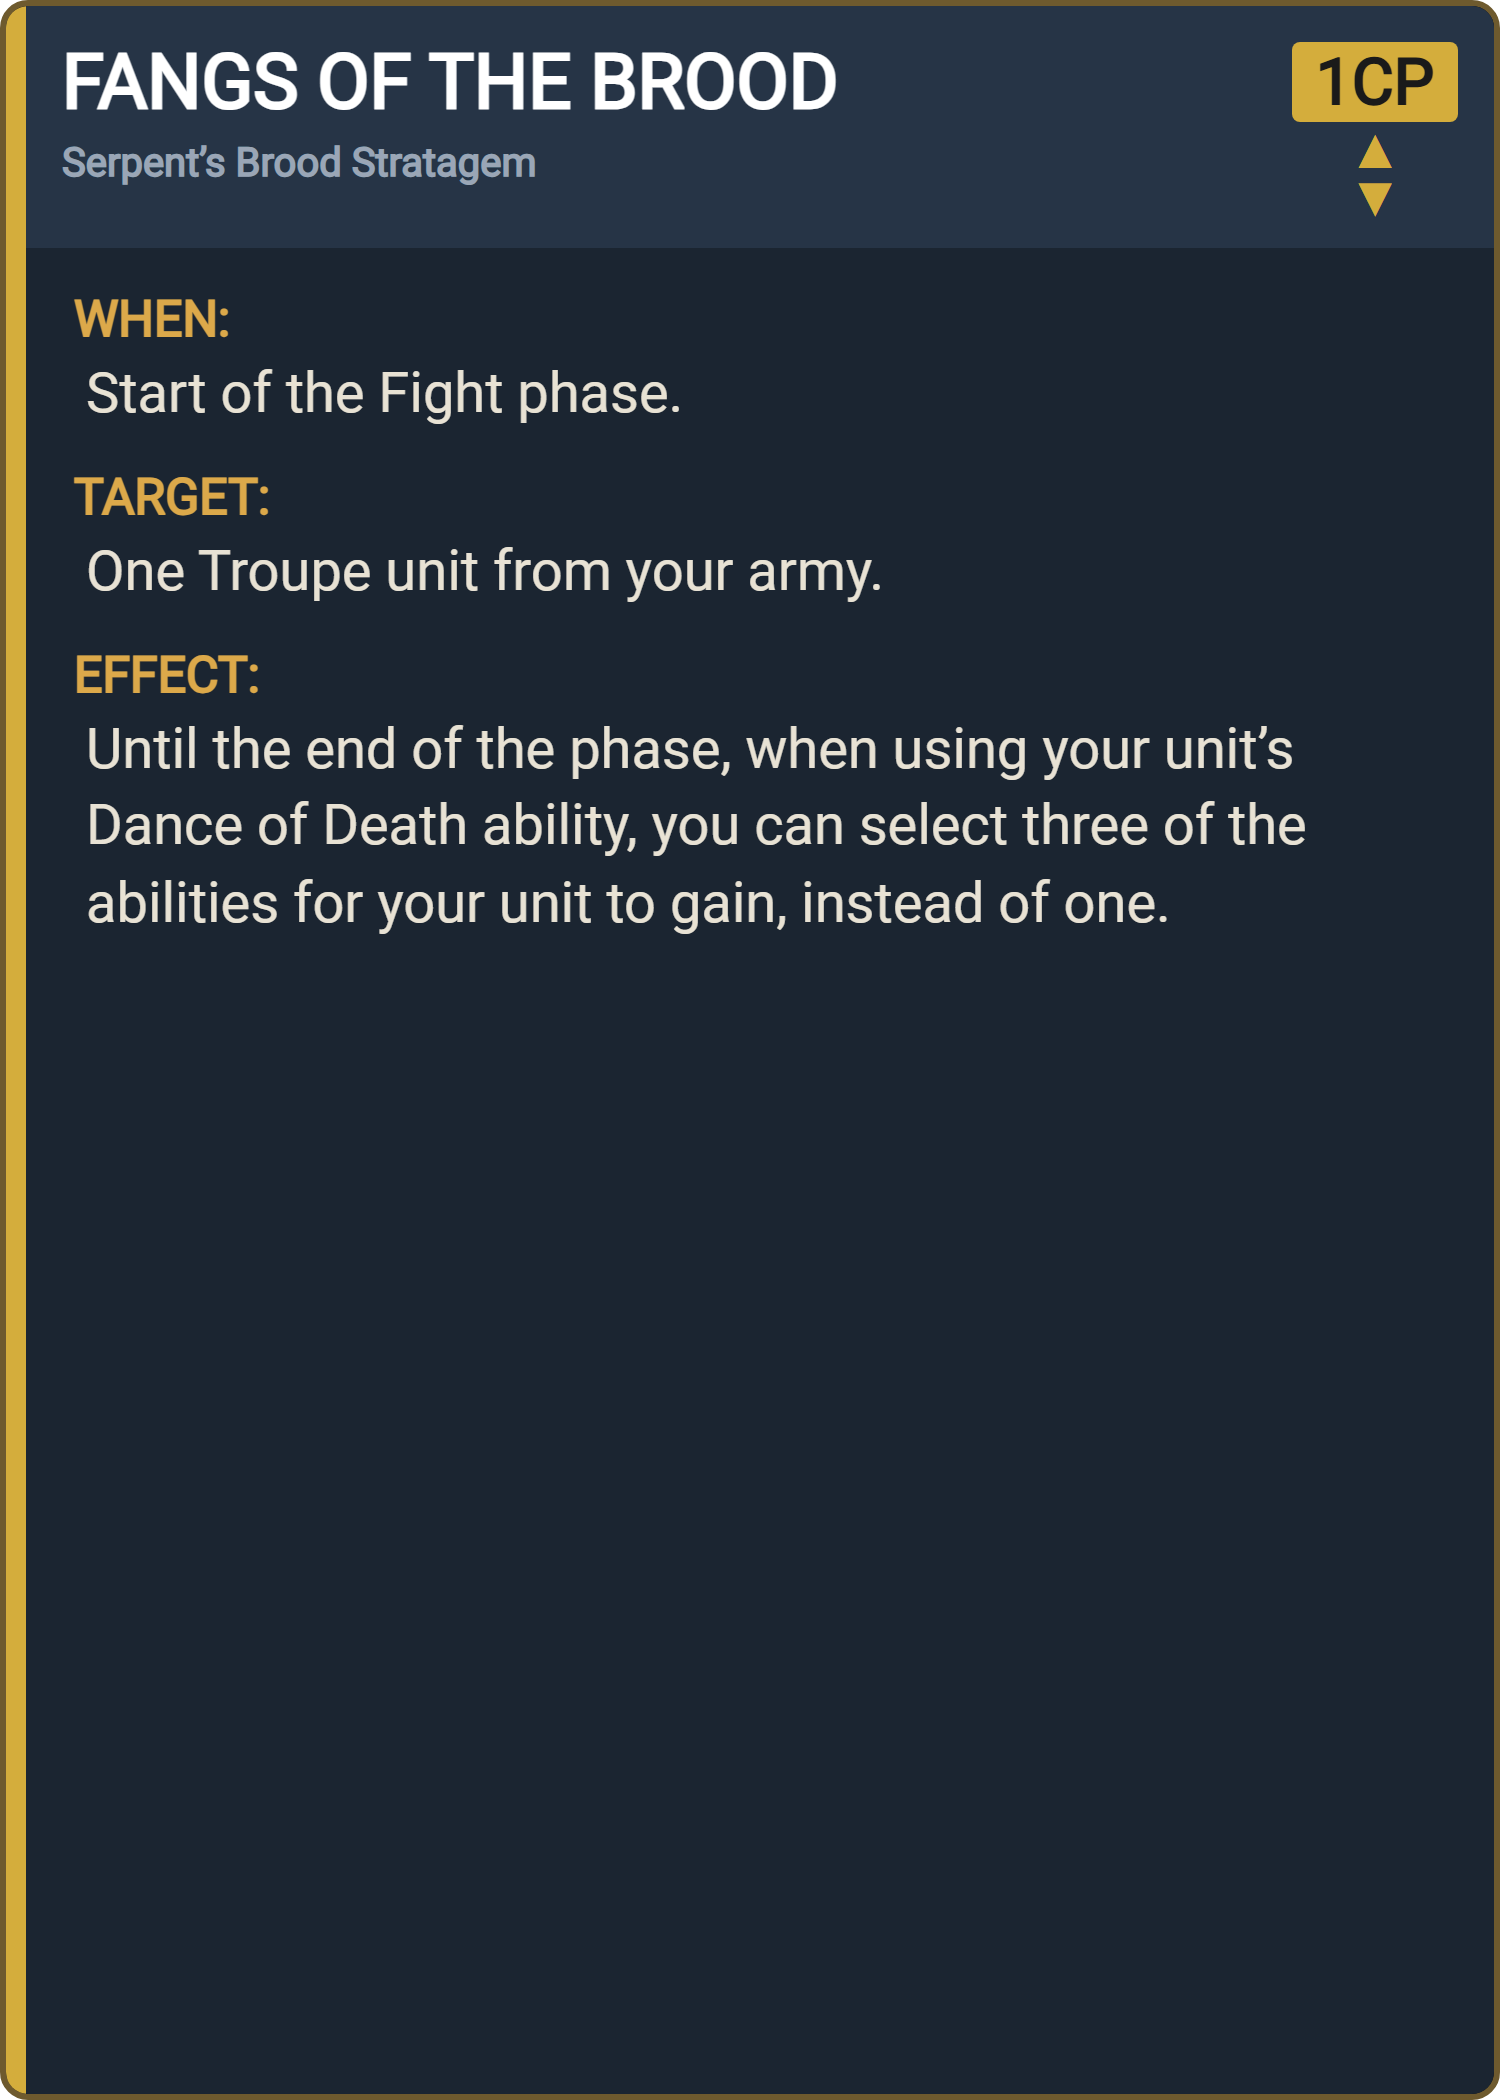 FANGS OF THE BROOD
1CP
Serpent’s Brood Stratagem
▲
▼
WHEN:
Start of the Fight phase.
TARGET:
One Troupe unit from your army.
EFFECT:
Until the end of the phase, when using your unit’s
Dance of Death ability, you can select three of the
abilities for your unit to gain, instead of one.